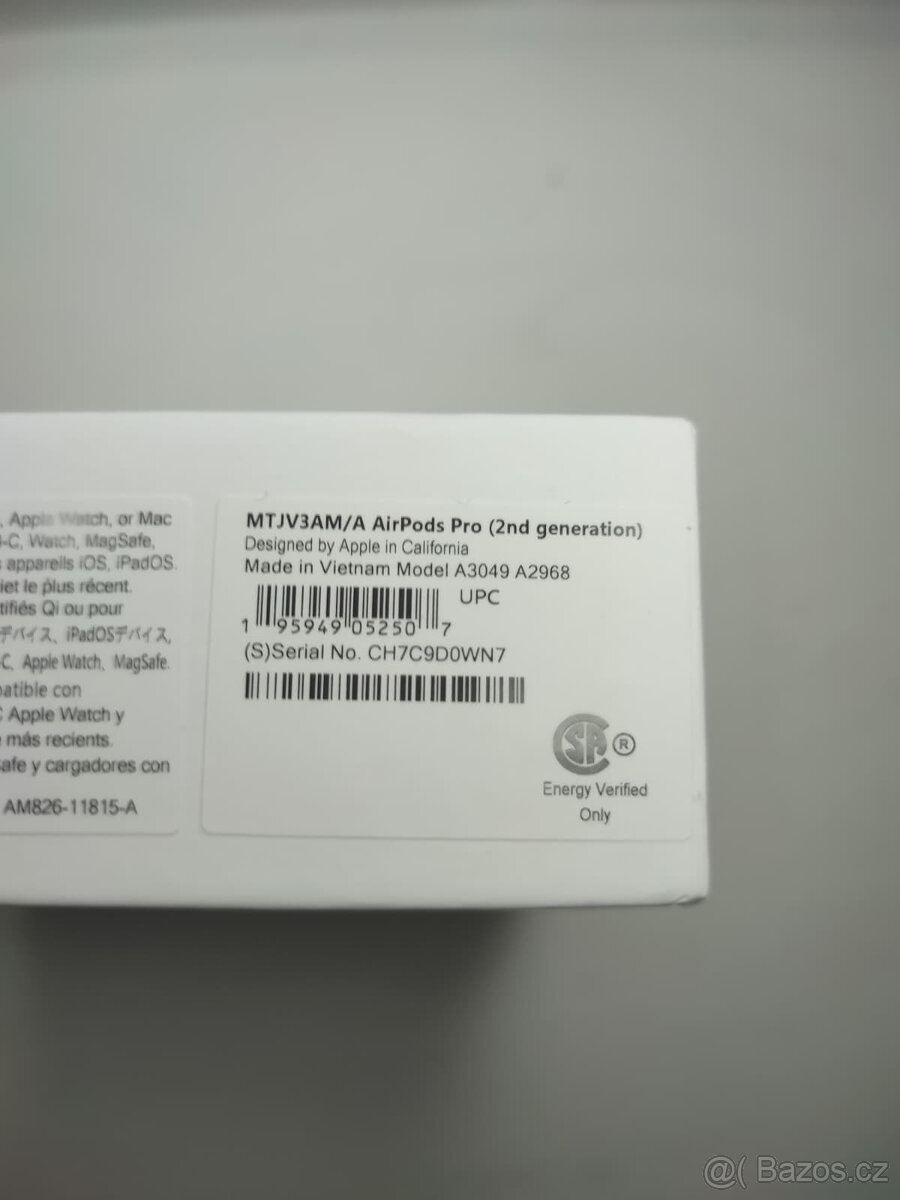 , Apple Watch, or Mac
-C, Watch, MagSafe,
appareils iOS, iPadOS.
et le plus récent.
tifiés Qi ou pour
デバイス、iPadOSデバイス,
C, Apple Watch、MagSafe.
patible con
C Apple Watch y
más recients.
afe y cargadores con
AM826-11815-A
MTJV3AM/A AirPods Pro (2nd generation)
Designed by Apple in California
Made in Vietnam Model A3049 A2968
UPC
1 95949 05250 7
(S)Serial No. CH7C9D0WN7
SA ®
Energy Verified
Only
@( Bazos.cz